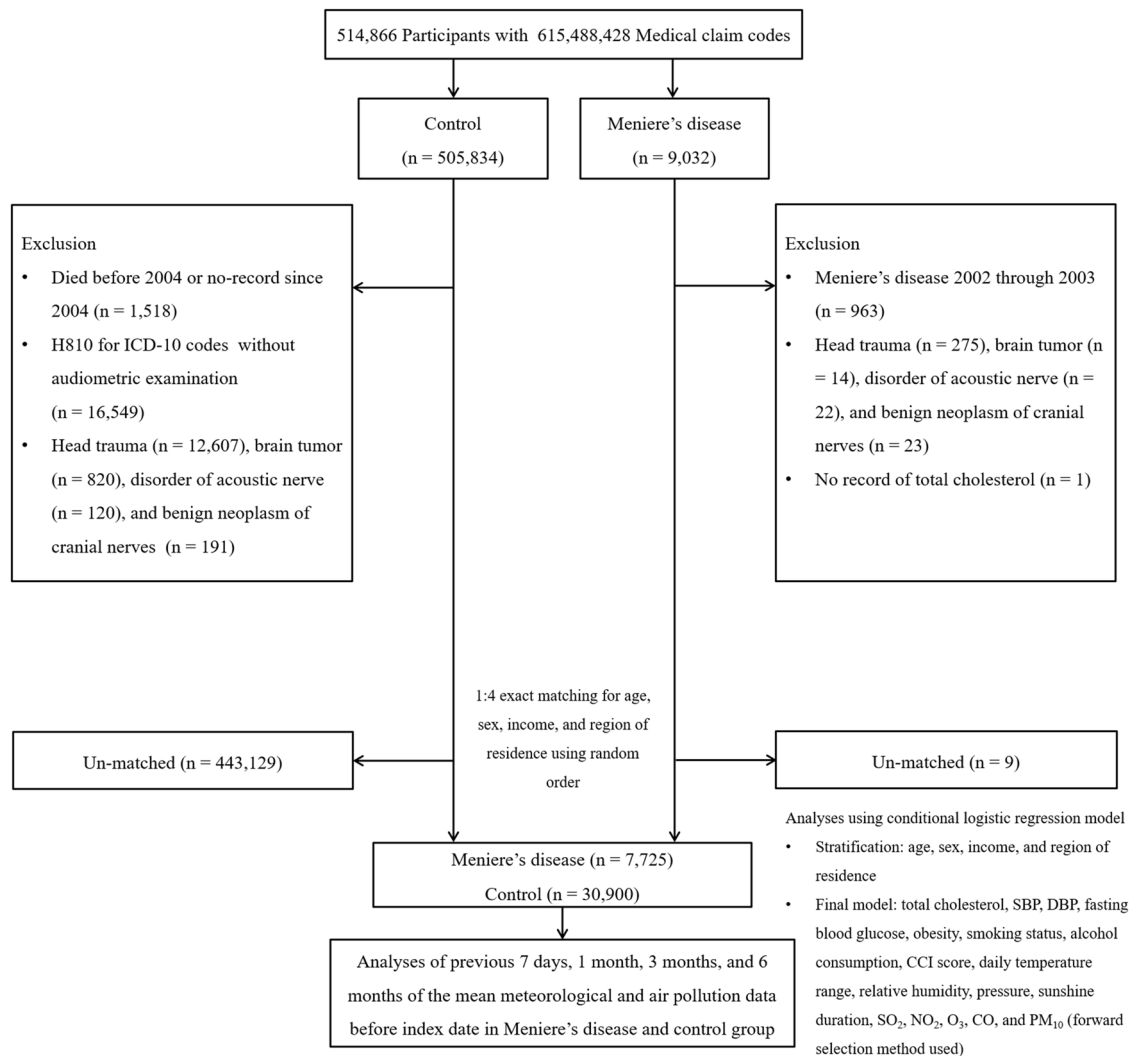 514,866 Participants with 615,488,428 Medical claim codes
Control
(n = 505,834)
Meniere’s disease
(n = 9,032)
Exclusion
• Died before 2004 or no-record since
2004 (n = 1,518)
• H810 for ICD-10 codes without
audiometric examination
(n = 16,549)
• Head trauma (n = 12,607), brain tumor
(n = 820), disorder of acoustic nerve
(n = 120), and benign neoplasm of
cranial nerves (n = 191)
Exclusion
• Meniere’s disease 2002 through 2003
(n = 963)
• Head trauma (n = 275), brain tumor (n
= 14), disorder of acoustic nerve (n =
22), and benign neoplasm of cranial
nerves (n = 23)
• No record of total cholesterol (n = 1)
1:4 exact matching for age,
sex, income, and region of
residence using random
order
Un-matched (n = 443,129)
Un-matched (n = 9)
Meniere’s disease (n = 7,725)
Control (n = 30,900)
Analyses of previous 7 days, 1 month, 3 months, and 6
months of the mean meteorological and air pollution data
before index date in Meniere’s disease and control group
Analyses using conditional logistic regression model
• Stratification: age, sex, income, and region of
residence
• Final model: total cholesterol, SBP, DBP, fasting
blood glucose, obesity, smoking status, alcohol
consumption, CCI score, daily temperature
range, relative humidity, pressure, sunshine
duration, SO₂, NO₂, O₃, CO, and PM₁₀ (forward
selection method used)